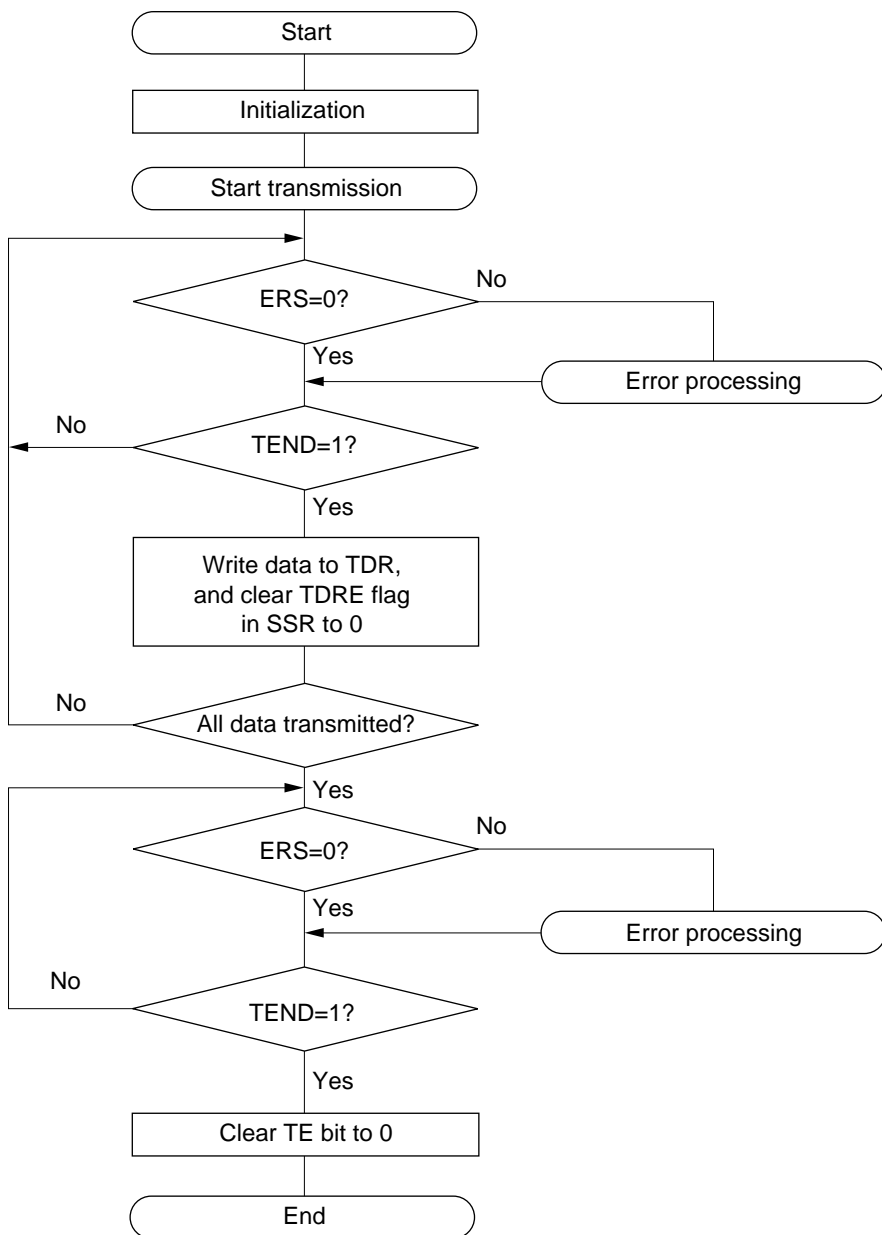 Start
Initialization
Start transmission
ERS=0?
No
Yes
Error processing
No
TEND=1?
Yes
Write data to TDR,
and clear TDRE flag
in SSR to 0
No
All data transmitted?
Yes
ERS=0?
No
Yes
Error processing
No
TEND=1?
Yes
Clear TE bit to 0
End